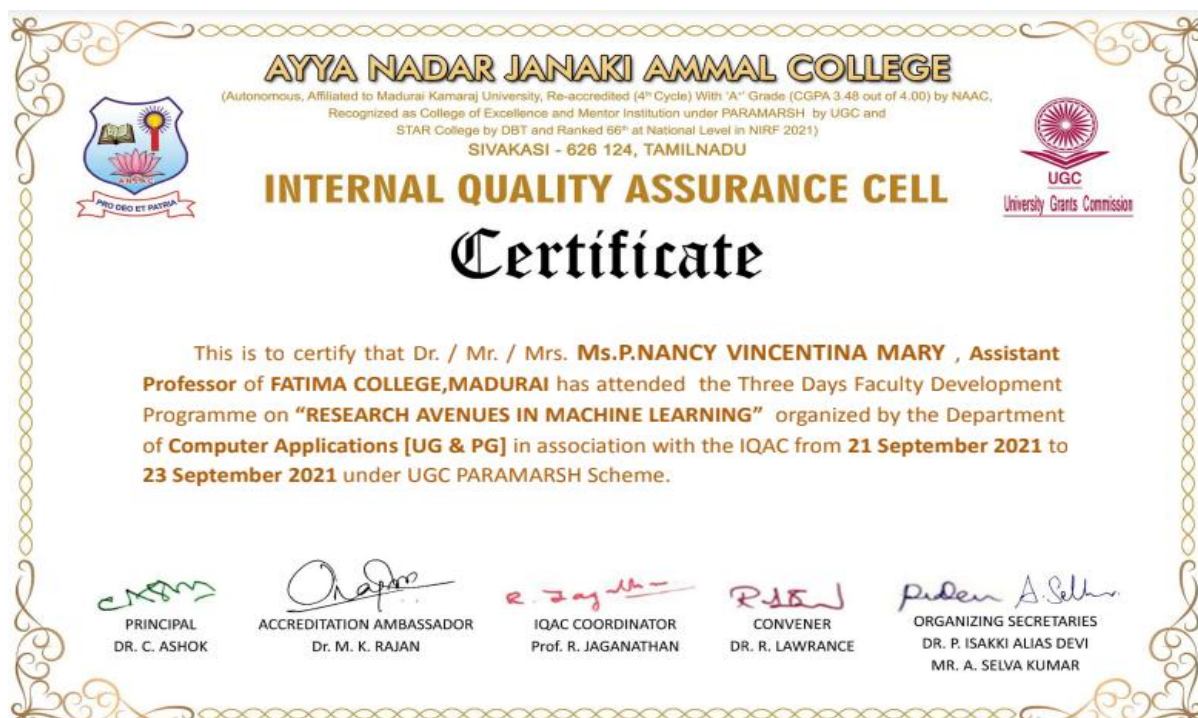 AYYA NADAR JANAKI AMMAL COLLEGE
(Autonomous, Affiliated to Madurai Kamaraj University, Re-accredited (4th Cycle) With 'A+' Grade (CGPA 3.48 out of 4.00) by NAAC,
Recognized as College of Excellence and Mentor Institution under PARAMARSH by UGC and
STAR College by DBT and Ranked 66th at National Level in NIRF 2021)
SIVAKASI - 626 124, TAMILNADU
ANJAC
PRO DEO ET PATRIA
UGC
University Grants Commission
INTERNAL QUALITY ASSURANCE CELL
Certificate
This is to certify that Dr. / Mr. / Mrs. Ms.P.NANCY VINCENTINA MARY , Assistant
Professor of FATIMA COLLEGE,MADURAI has attended the Three Days Faculty Development
Programme on “RESEARCH AVENUES IN MACHINE LEARNING” organized by the Department
of Computer Applications [UG & PG] in association with the IQAC from 21 September 2021 to
23 September 2021 under UGC PARAMARSH Scheme.
PRINCIPAL
DR. C. ASHOK
ACCREDITATION AMBASSADOR
Dr. M. K. RAJAN
IQAC COORDINATOR
Prof. R. JAGANATHAN
CONVENER
DR. R. LAWRANCE
ORGANIZING SECRETARIES
DR. P. ISAKKI ALIAS DEVI
MR. A. SELVA KUMAR